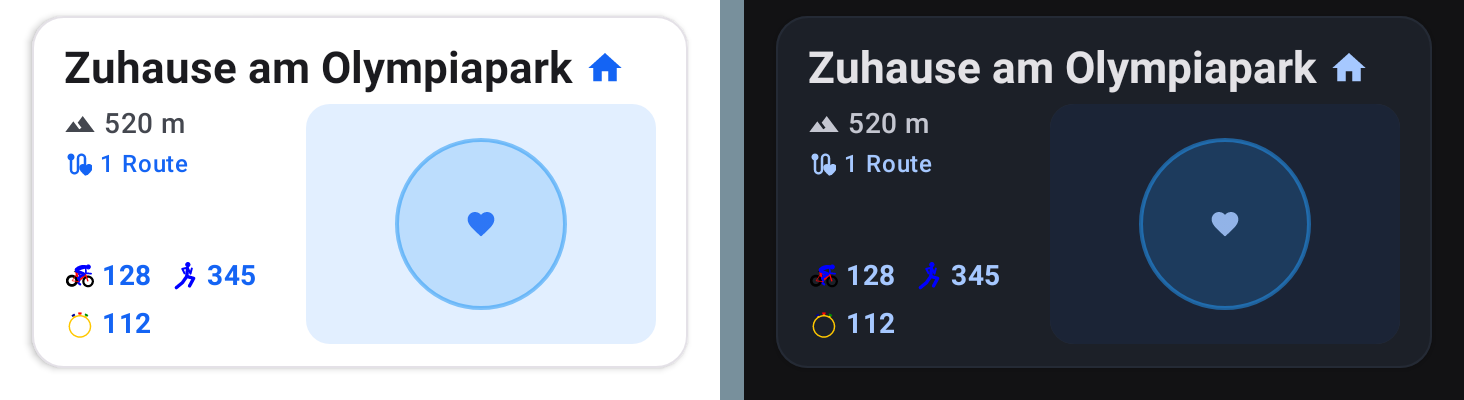 Zuhause am Olympiapark
520 m
1 Route
128 345
112
Zuhause am Olympiapark
520 m
1 Route
128 345
112